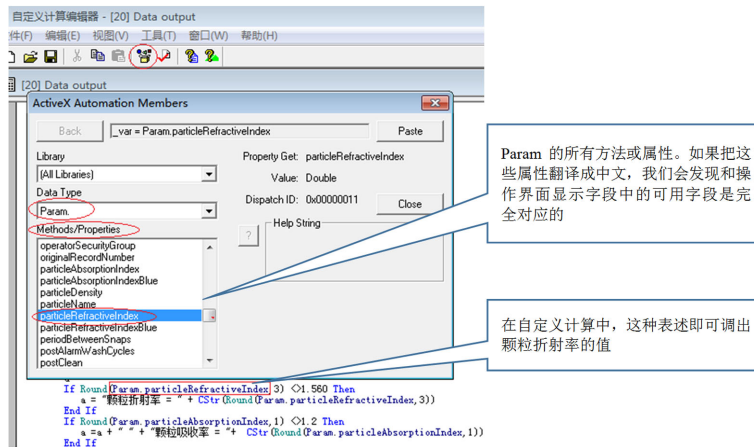 自定义计算编辑器 - [20] Data output
件(F) 编辑(E) 视图(V) 工具(T) 窗口(W) 帮助(H)
[20] Data output
ActiveX Automation Members
Back
_var = Param.particleRefractiveIndex
Paste
Library
(All Libraries)
Data Type
Param.
Methods/Properties
operatorSecurityGroup
originalRecordNumber
particleAbsorptionIndex
particleAbsorptionIndexBlue
particleDensity
particleName
particleRefractiveIndex
particleRefractiveIndexBlue
periodBetweenSnaps
postAlarmWashCycles
postClean
Property Get: particleRefractiveIndex
Value: Double
Dispatch ID: 0x00000011
Close
Help String
?
Param 的所有方法或属性。如果把这
些属性翻译成中文，我们会发现和操
作界面显示字段中的可用字段是完
全对应的
在自定义计算中，这种表述即可调出
颗粒折射率的值
If Round(Param.particleRefractiveIndex,3) <>1.560 Then
a = "颗粒折射率 = " + CStr(Round(Param.particleRefractiveIndex,3))
End If
If Round(Param.particleAbsorptionIndex,1) <>1.2 Then
a =a + " " + "颗粒吸收率 = "+ CStr(Round(Param.particleAbsorptionIndex,1))
End If